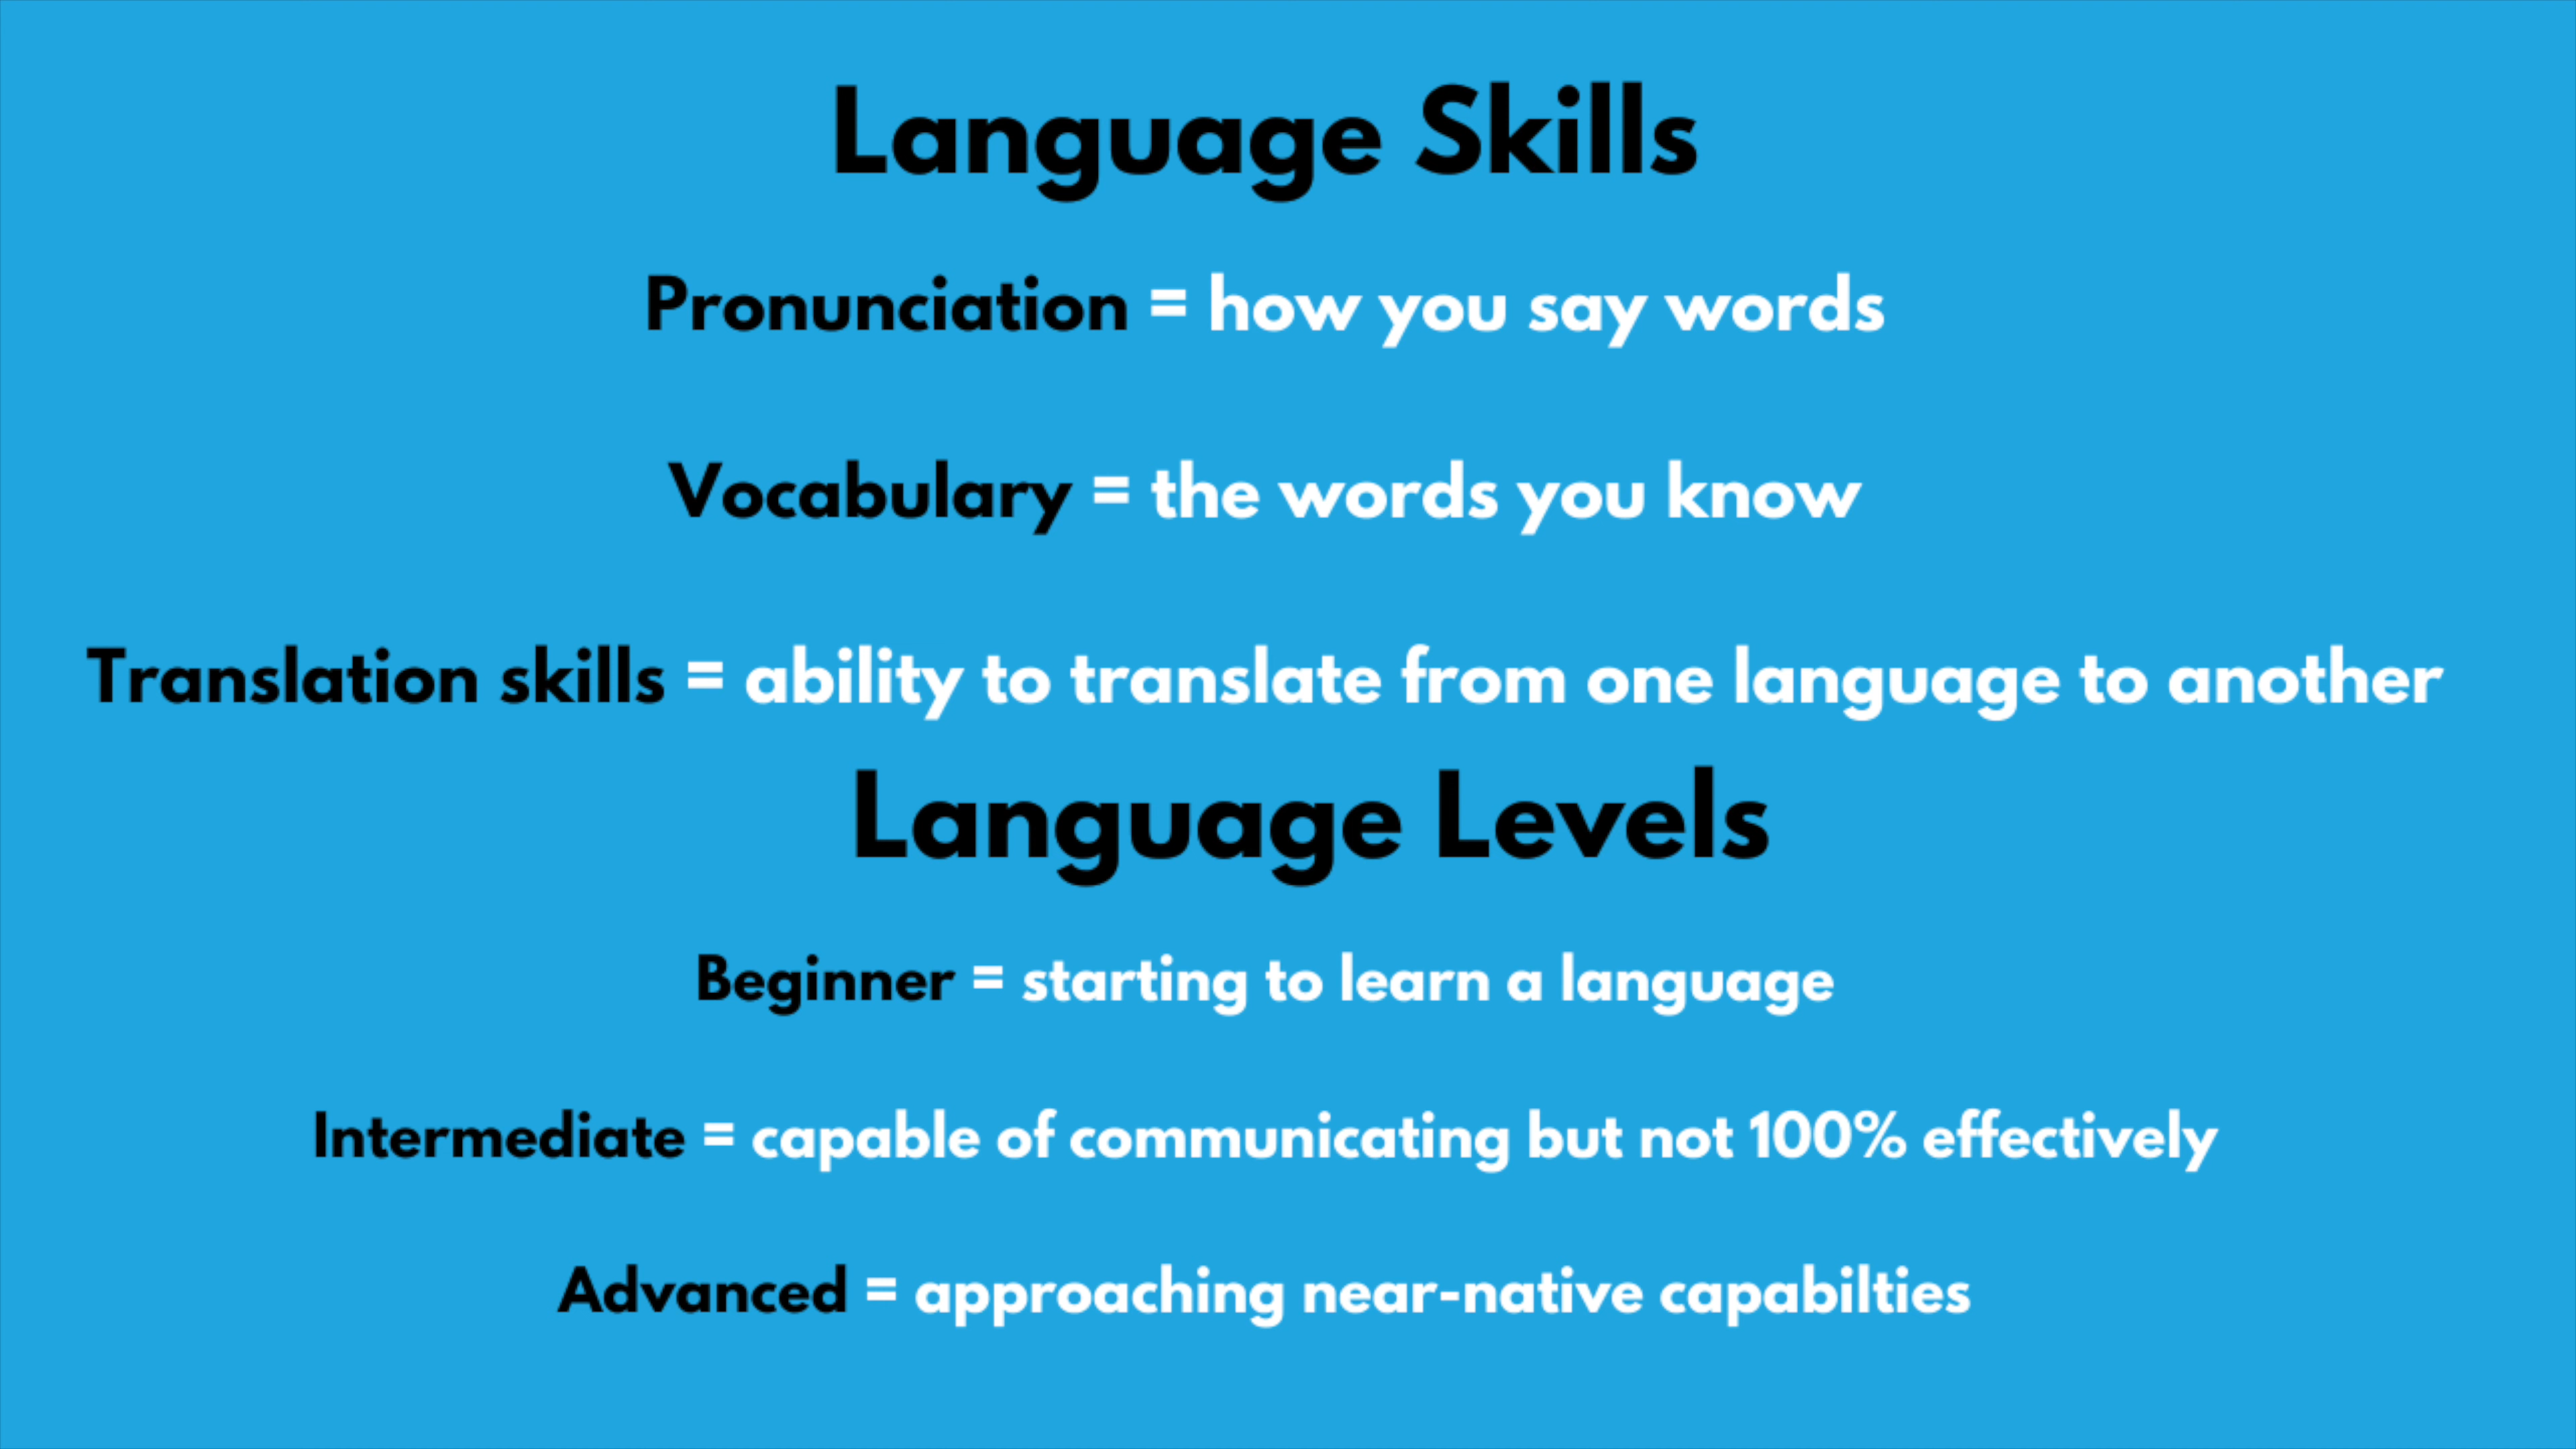 Language Skills
Pronunciation = how you say words
Vocabulary = the words you know
Translation skills = ability to translate from one language to another
Language Levels
Beginner = starting to learn a language
Intermediate = capable of communicating but not 100% effectively
Advanced = approaching near-native capabilties